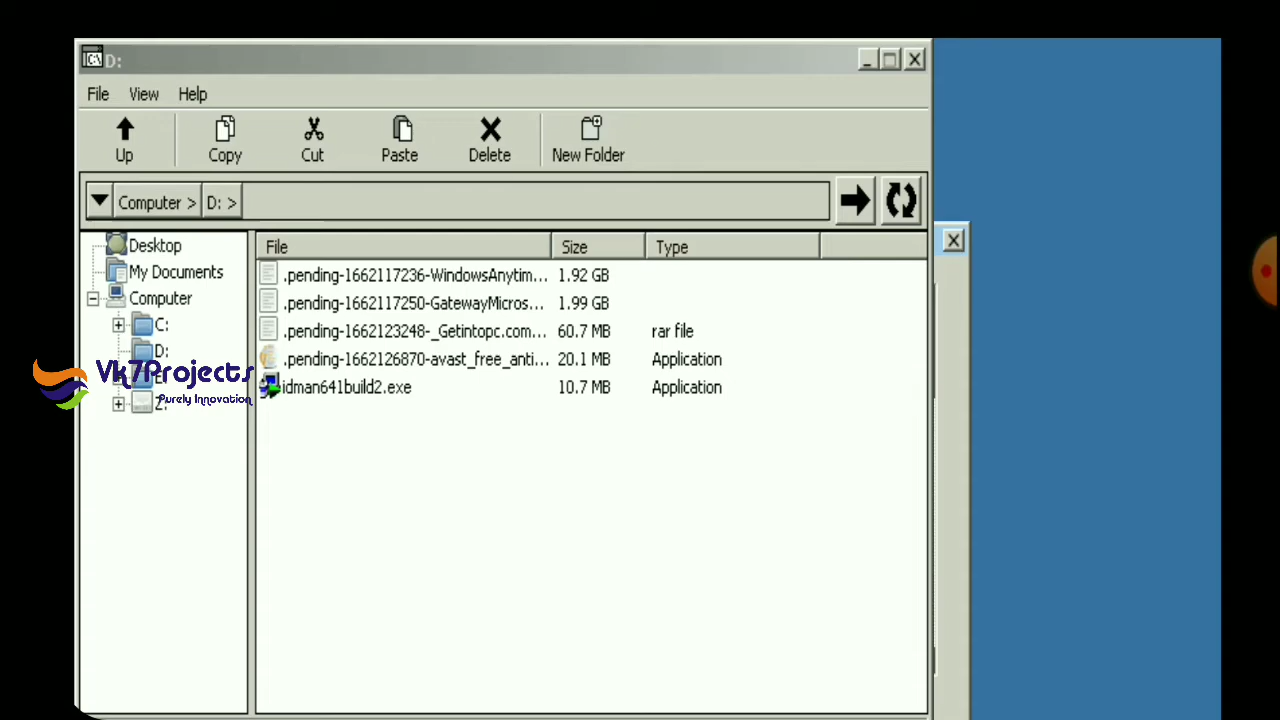 D:
File View Help
Up Copy Cut Paste Delete New Folder
Computer > D: >
File Size Type
Desktop
My Documents
Computer
C:
D:
Z:
.pending-1662117236-WindowsAnytim... 1.92 GB
.pending-1662117250-GatewayMicros... 1.99 GB
.pending-1662123248-_Getintopc.com... 60.7 MB rar file
.pending-1662126870-avast_free_anti... 20.1 MB Application
idman641build2.exe 10.7 MB Application
Vk7Projects
Purely Innovation